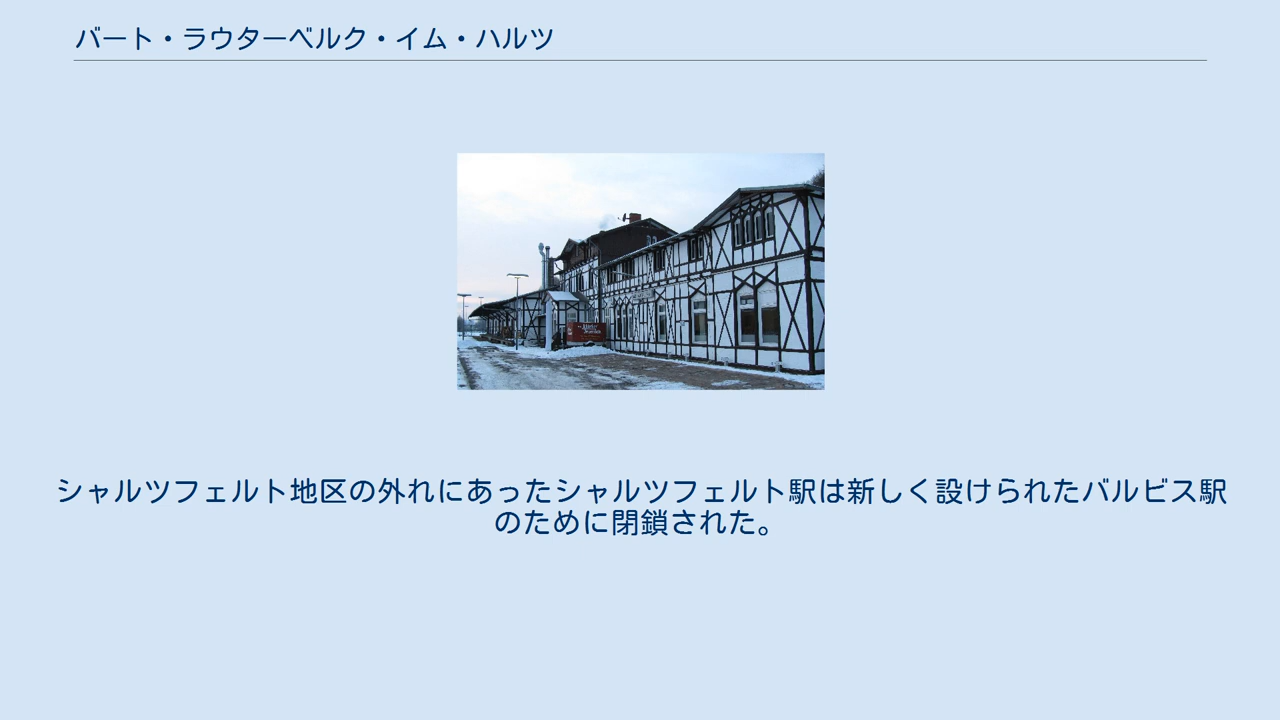 バート・ラウターベルク・イム・ハルツ
シャルツフェルト地区の外れにあったシャルツフェルト駅は新しく設けられたバルビス駅
のために閉鎖された。